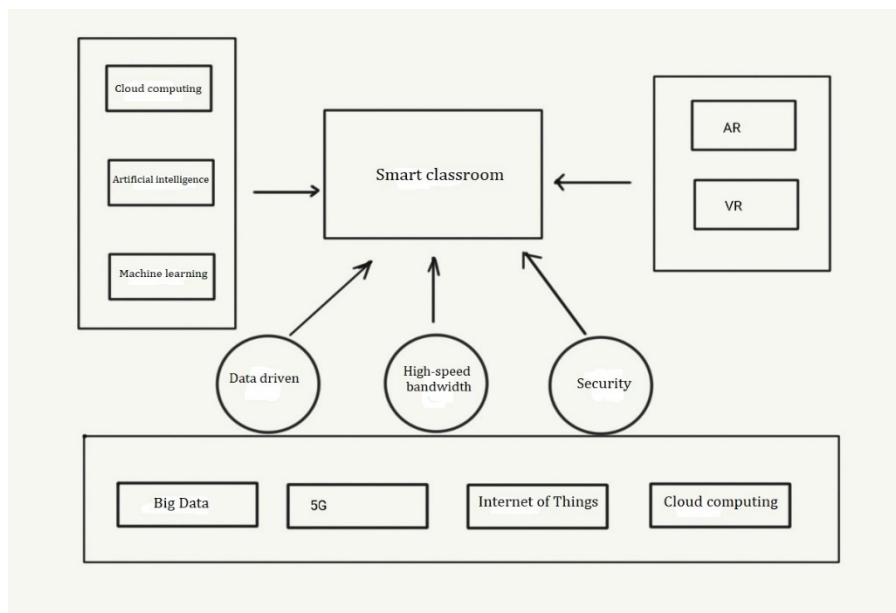 Cloud computing
Artificial intelligence
Machine learning
Smart classroom
AR
VR
Data driven
High-speed
bandwidth
Security
Big Data
5G
Internet of Things
Cloud computing